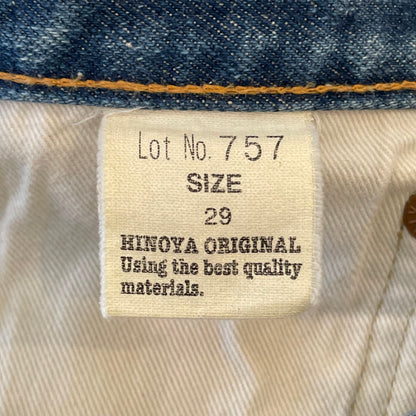 Lot No. 757
SIZE
29
HINOYA ORIGINAL
Using the best quality
materials.